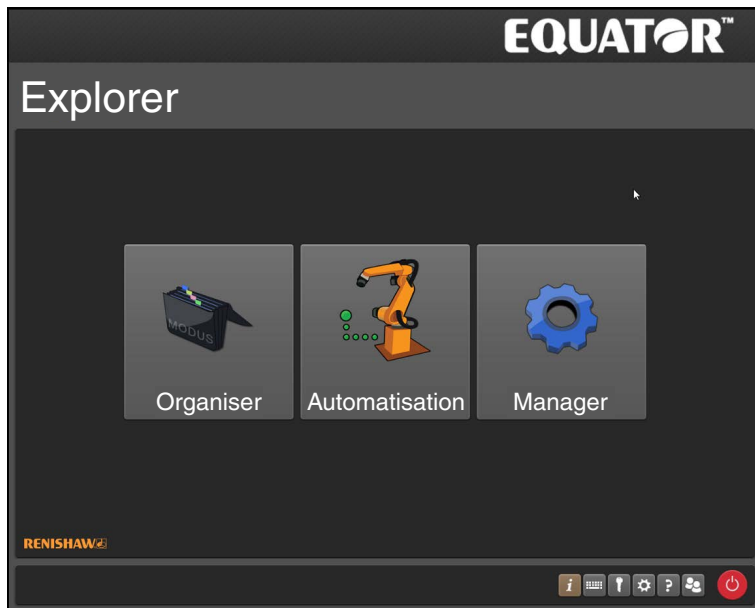 EQUATOR™
Explorer
MODUS
Organiser
Automatisation
Manager
RENISHAW
i
?